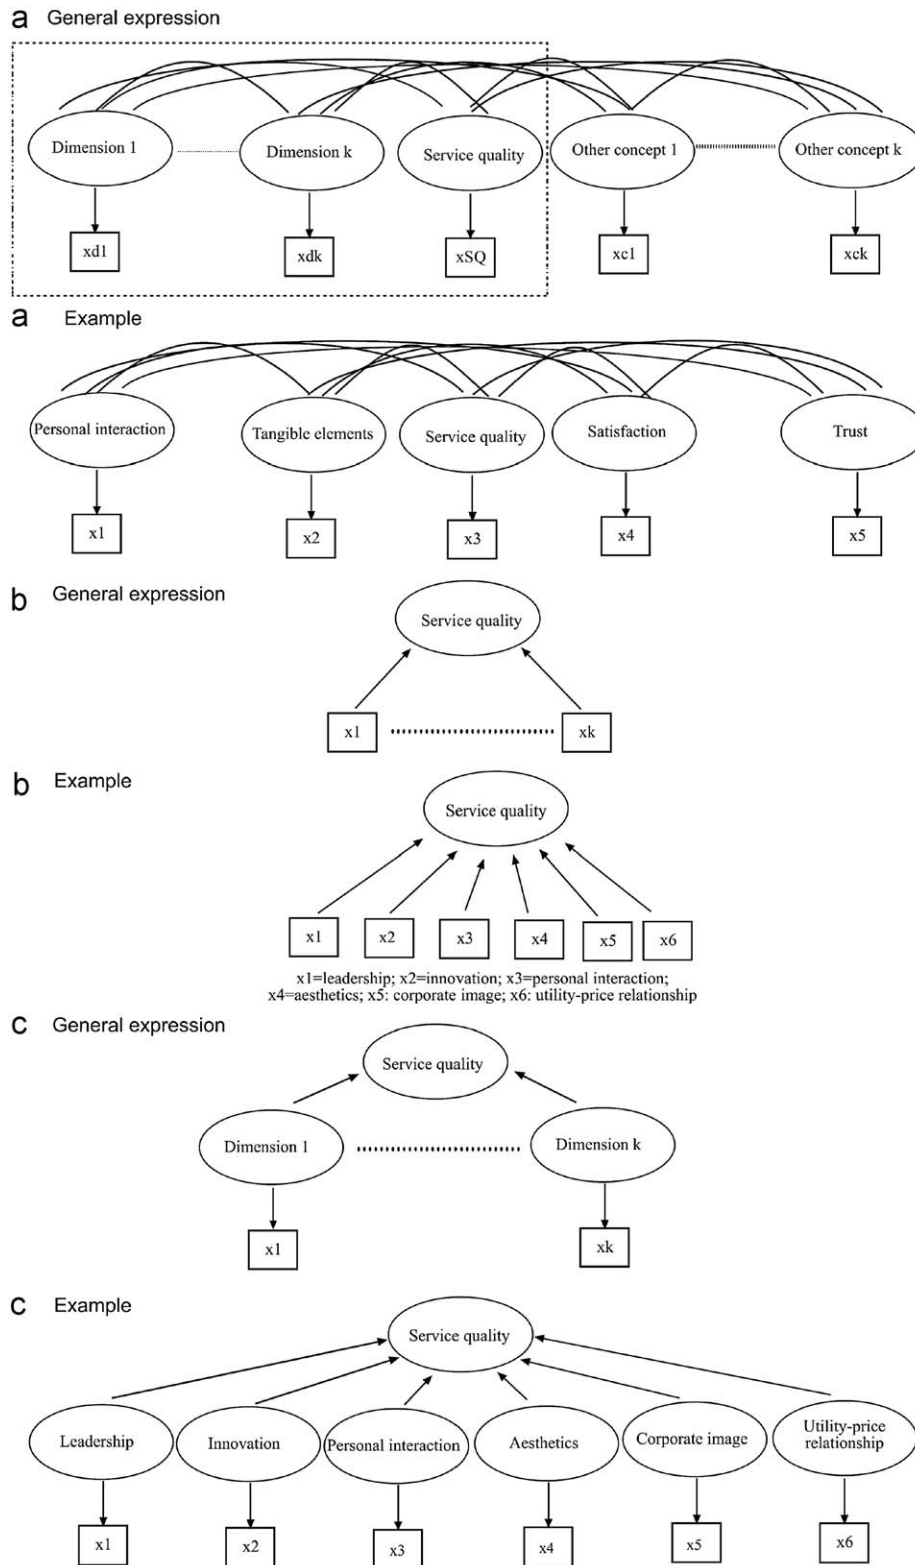 a General expression
Dimension 1
Dimension k
Service quality
Other concept 1
Other concept k
xd1
xdk
xSQ
xc1
xck
a Example
Personal interaction
Tangible elements
Service quality
Satisfaction
Trust
x1
x2
x3
x4
x5
b General expression
Service quality
x1
xk
b Example
Service quality
x1
x2
x3
x4
x5
x6
x1=leadership; x2=innovation; x3=personal interaction;
x4=aesthetics; x5: corporate image; x6: utility-price relationship
c General expression
Service quality
Dimension 1
Dimension k
x1
xk
c Example
Service quality
Leadership
Innovation
Personal interaction
Aesthetics
Corporate image
Utility-price
relationship
x1
x2
x3
x4
x5
x6